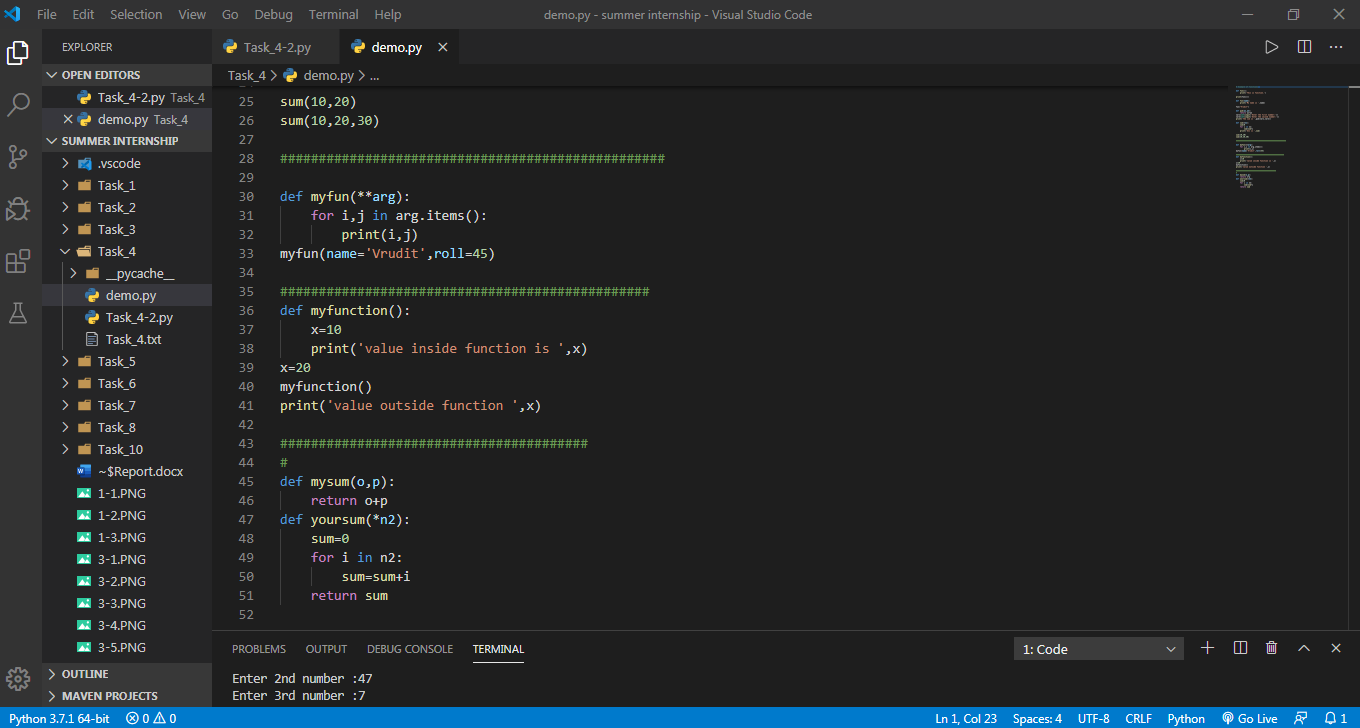 File Edit Selection View Go Debug Terminal Help
demo.py - summer internship - Visual Studio Code
EXPLORER
OPEN EDITORS
Task_4-2.py Task_4
demo.py Task_4
SUMMER INTERNSHIP
.vscode
Task_1
Task_2
Task_3
Task_4
__pycache__
demo.py
Task_4-2.py
Task_4.txt
Task_5
Task_6
Task_7
Task_8
Task_10
~$Report.docx
1-1.PNG
1-2.PNG
1-3.PNG
3-1.PNG
3-2.PNG
3-3.PNG
3-4.PNG
3-5.PNG
OUTLINE
MAVEN PROJECTS
Task_4-2.py
demo.py
Task_4 > demo.py > ...
25 sum(10,20)
26 sum(10,20,30)
27
28 ##################################################
29
30 def myfun(**arg):
31     for i,j in arg.items():
32         print(i,j)
33 myfun(name='Vrudit',roll=45)
34
35 ################################################
36 def myfunction():
37     x=10
38     print('value inside function is ',x)
39 x=20
40 myfunction()
41 print('value outside function ',x)
42
43 ########################################
44 #
45 def mysum(o,p):
46     return o+p
47 def yoursum(*n2):
48     sum=0
49     for i in n2:
50         sum=sum+i
51     return sum
52
PROBLEMS OUTPUT DEBUG CONSOLE TERMINAL
1: Code
Enter 2nd number :47
Enter 3rd number :7
Python 3.7.1 64-bit 0 0
Ln 1, Col 23 Spaces: 4 UTF-8 CRLF Python Go Live 1